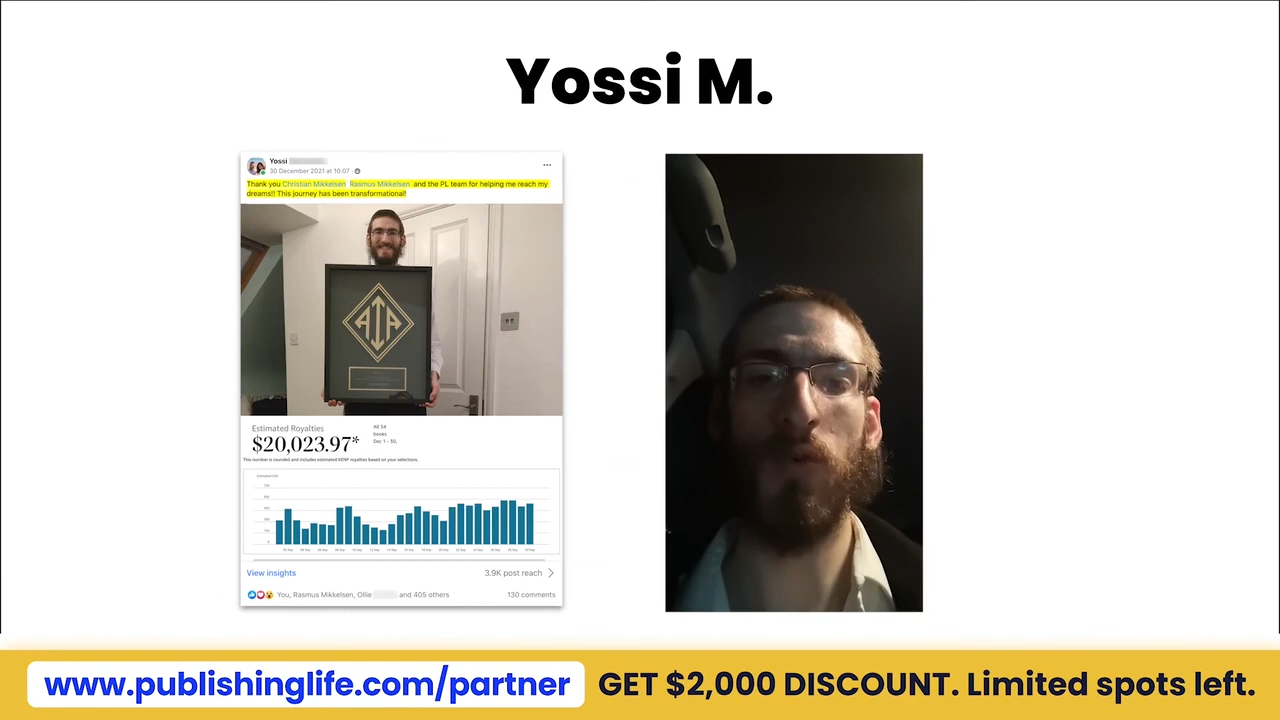 Yossi M.
Yossi
30 December 2021 at 10:07
Thank you Christian Mikkelsen Rasmus Mikkelsen and the PL team for helping me reach my
dreams!! This journey has been transformational!
AIA
Estimated Royalties
$20,023.97*
All 54
books
Dec 1 - 30,
This number is rounded and includes estimated KENP royalties based on your selections.
View insights
3.9K post reach
You, Rasmus Mikkelsen, Ollie and 405 others
130 comments
www.publishinglife.com/partner
GET $2,000 DISCOUNT. Limited spots left.